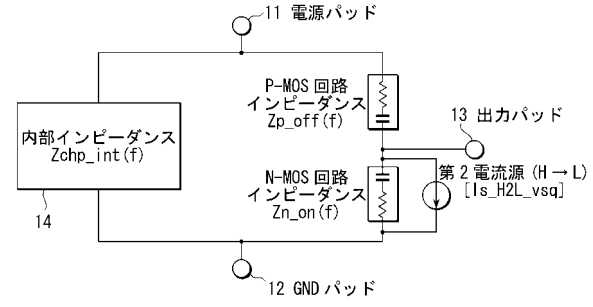 11 電源パッド
P-MOS 回路
インピーダンス
Zp_off(f)
13 出力パッド
内部インピーダンス
Zchp_int(f)
14
N-MOS 回路
インピーダンス
Zn_on(f)
第2電流源 (H→L)
[Is_H2L_vsq]
12 GND パッド